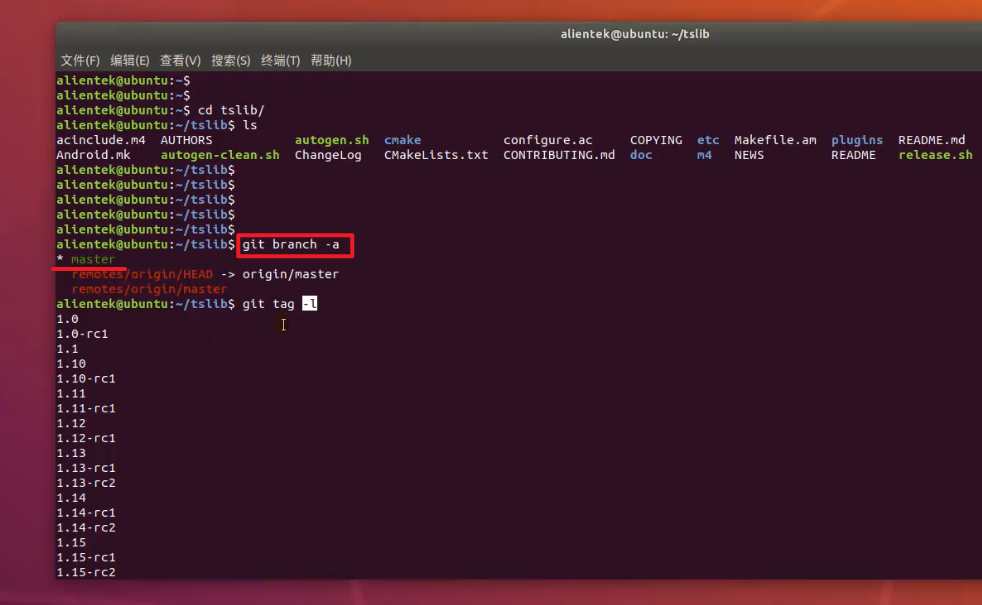 alientek@ubuntu: ~/tslib
文件(F) 编辑(E) 查看(V) 搜索(S) 终端(T) 帮助(H)
alientek@ubuntu:~$
alientek@ubuntu:~$
alientek@ubuntu:~$ cd tslib/
alientek@ubuntu:~/tslib$ ls
acinclude.m4 AUTHORS autogen.sh cmake configure.ac COPYING etc Makefile.am plugins README.md
Android.mk autogen-clean.sh ChangeLog CMakeLists.txt CONTRIBUTING.md doc m4 NEWS README release.sh
alientek@ubuntu:~/tslib$
alientek@ubuntu:~/tslib$
alientek@ubuntu:~/tslib$
alientek@ubuntu:~/tslib$
alientek@ubuntu:~/tslib$
alientek@ubuntu:~/tslib$ git branch -a
* master
remotes/origin/HEAD -> origin/master
remotes/origin/master
alientek@ubuntu:~/tslib$ git tag -l
1.0
1.0-rc1
1.1
1.10
1.10-rc1
1.11
1.11-rc1
1.12
1.12-rc1
1.13
1.13-rc1
1.13-rc2
1.14
1.14-rc1
1.14-rc2
1.15
1.15-rc1
1.15-rc2